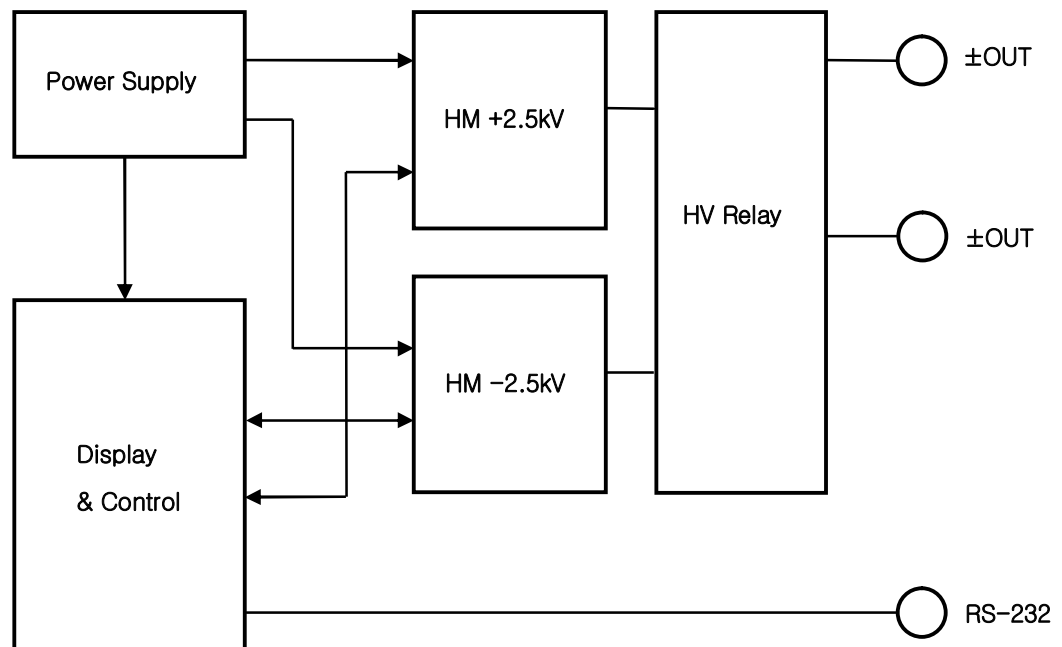 Power Supply
HM +2.5kV
HV Relay
±OUT
±OUT
HM −2.5kV
Display
& Control
RS−232